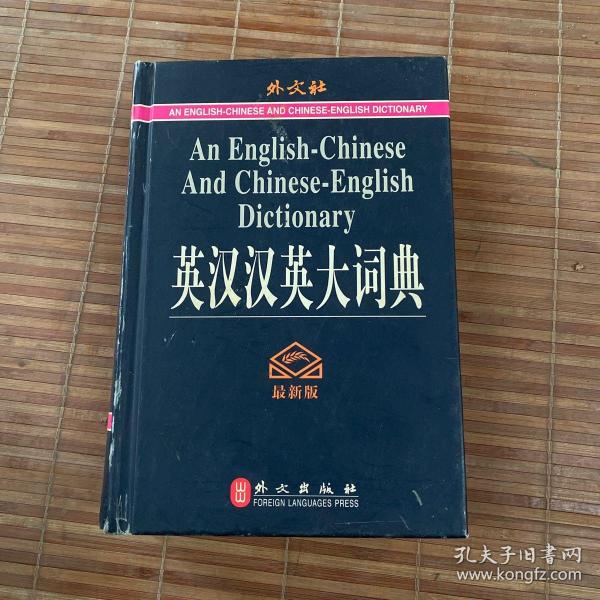 外文社
AN ENGLISH-CHINESE AND CHINESE-ENGLISH DICTIONARY
An English-Chinese
And Chinese-English
Dictionary
英汉汉英大词典
最新版
外文出版社
FOREIGN LANGUAGES PRESS
孔夫子旧书网
www.kongfz.com